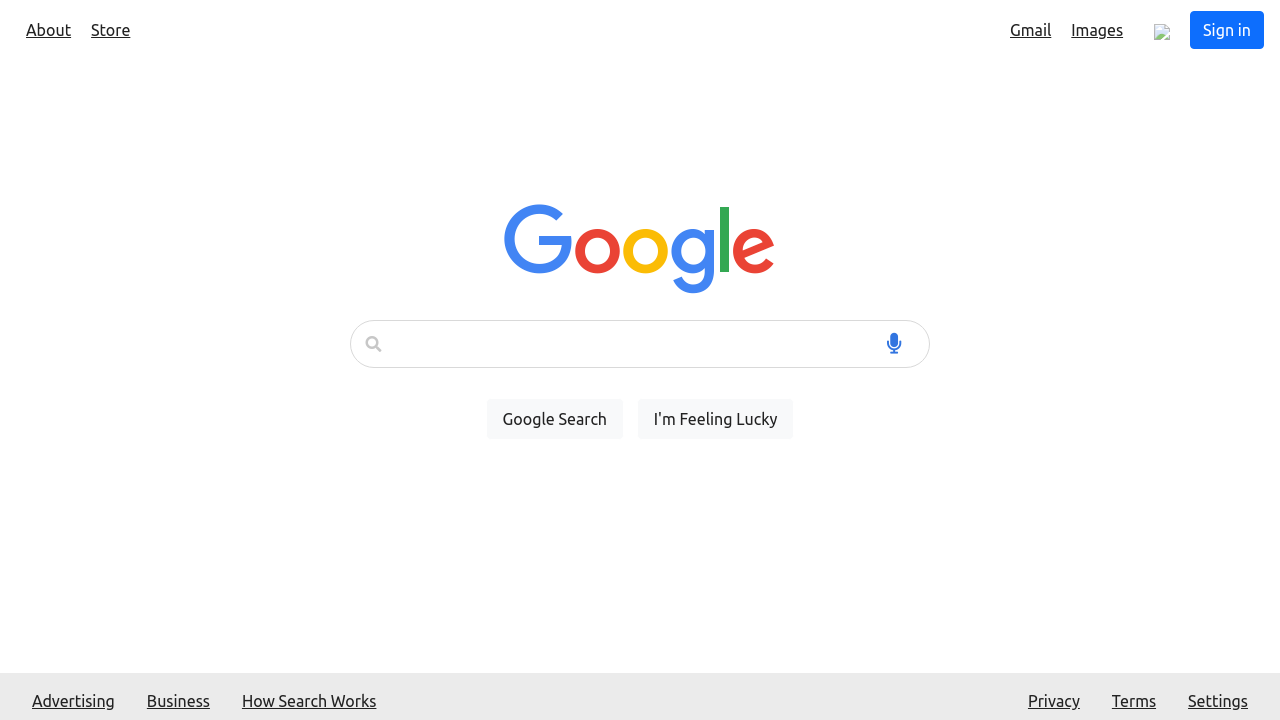 About Store Gmail Images Sign in
Google
Google Search I'm Feeling Lucky
Advertising Business How Search Works Privacy Terms Settings